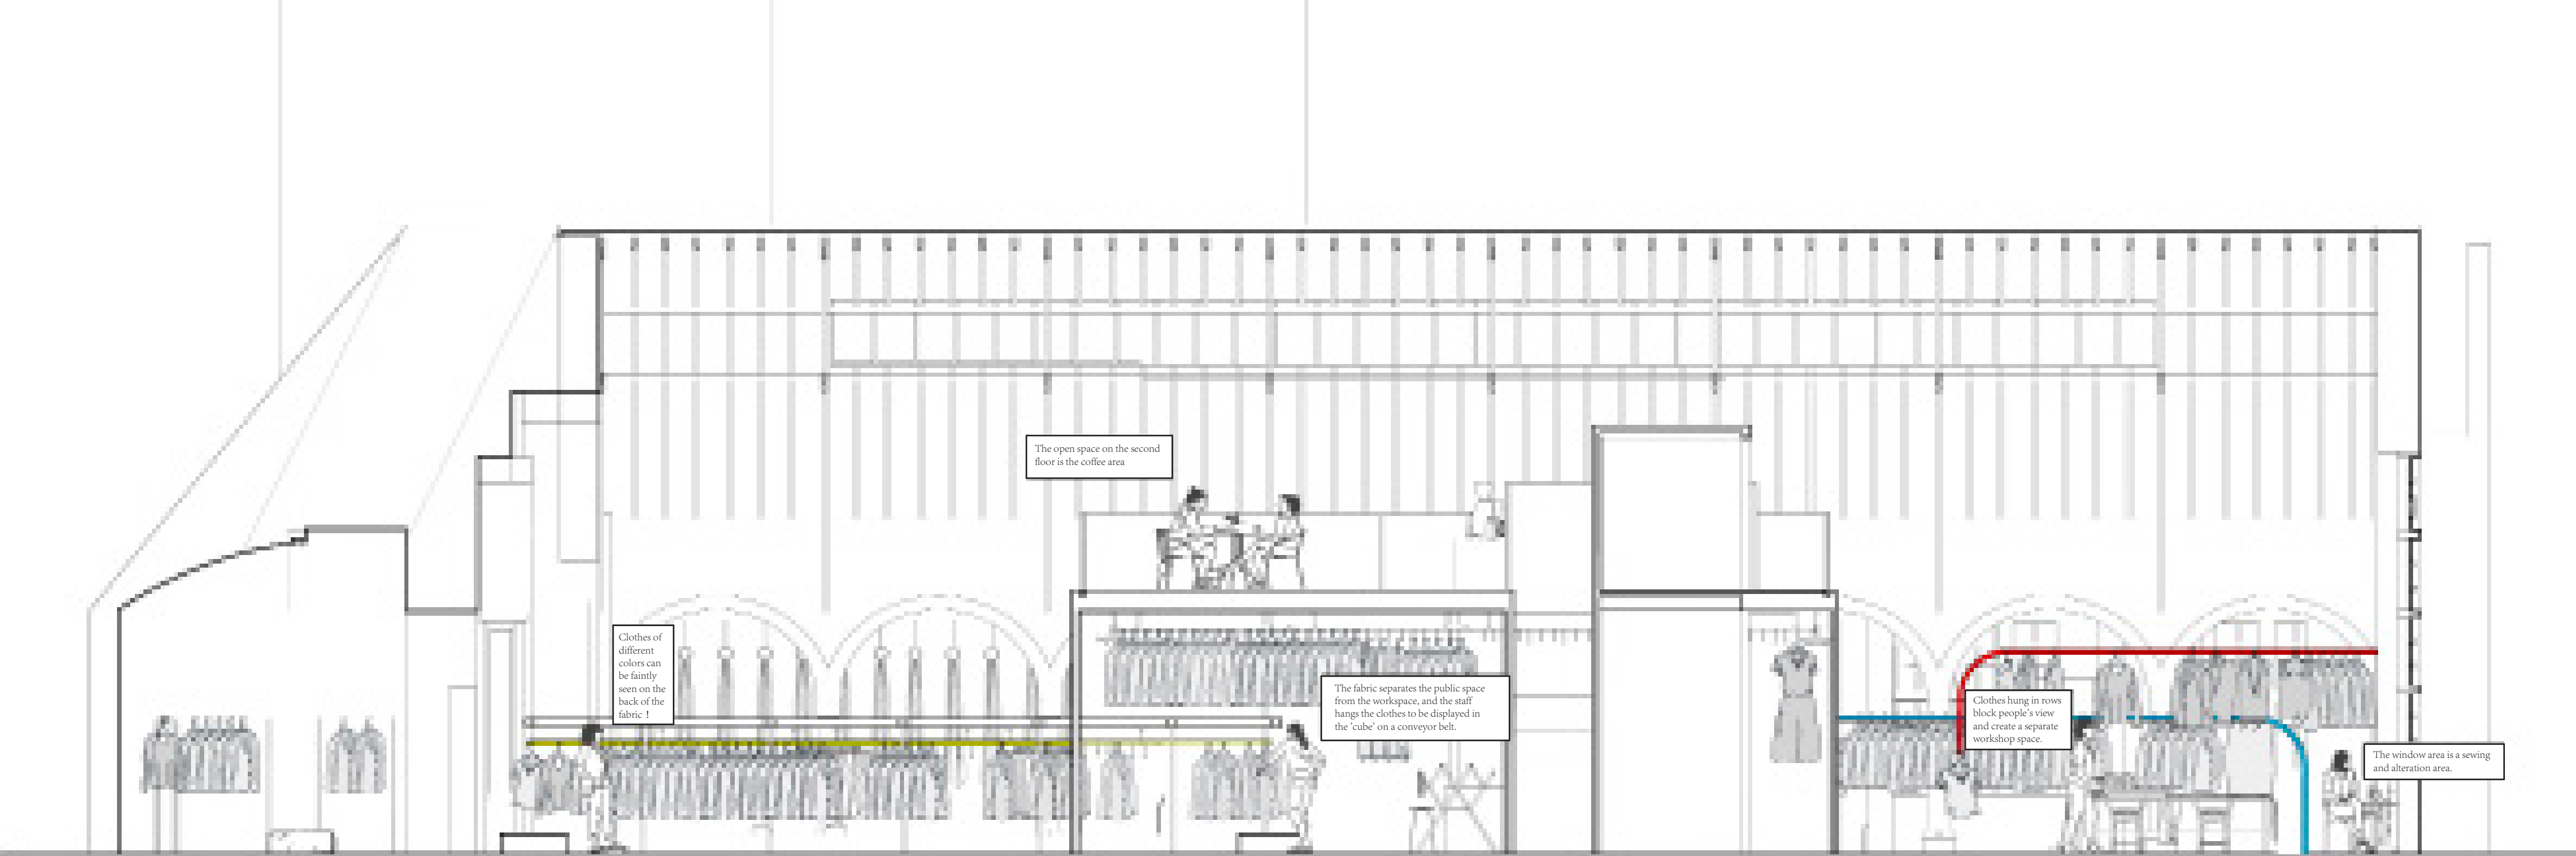 The open space on the second
floor is the coffee area
Clothes of
different
colors can
be faintly
seen on the
back of the
fabric !
The fabric separates the public space
from the workspace, and the staff
hangs the clothes to be displayed in
the 'cube' on a conveyor belt.
Clothes hung in rows
block people's view
and create a separate
workshop space.
The window area is a sewing
and alteration area.